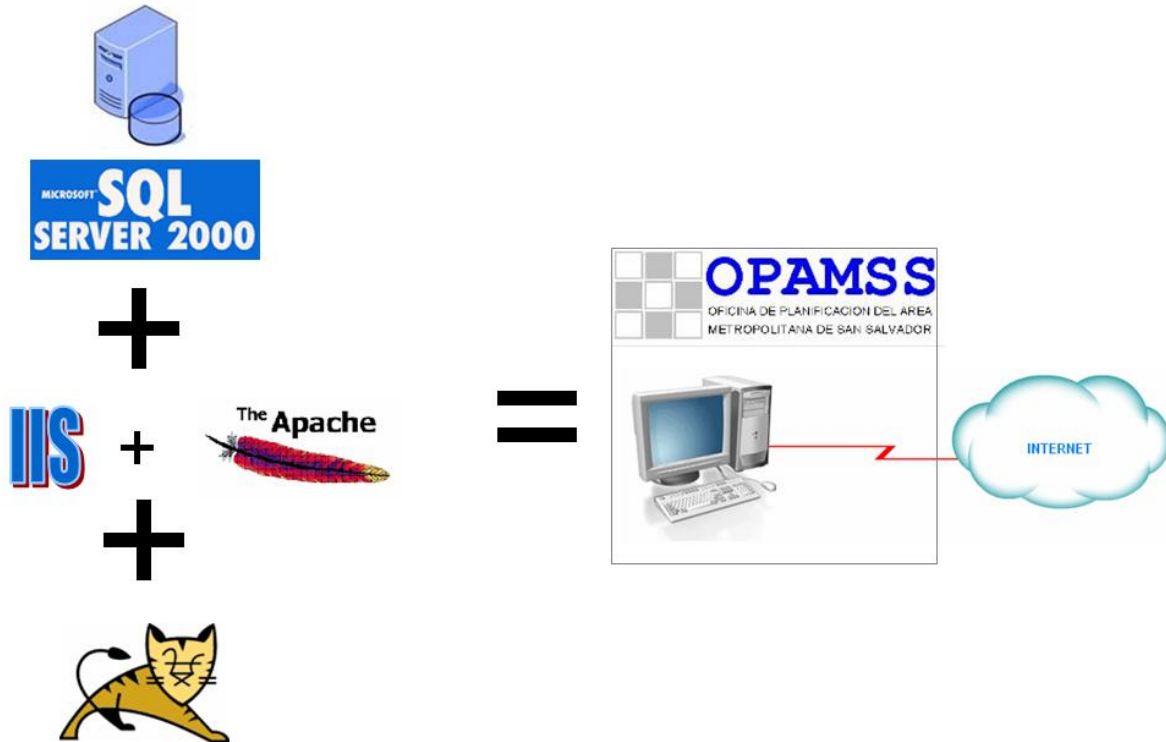 MICROSOFT SQL
SERVER 2000
+
IIS + The Apache
+
=
OPAMSS
OFICINA DE PLANIFICACION DEL AREA
METROPOLITANA DE SAN SALVADOR
INTERNET